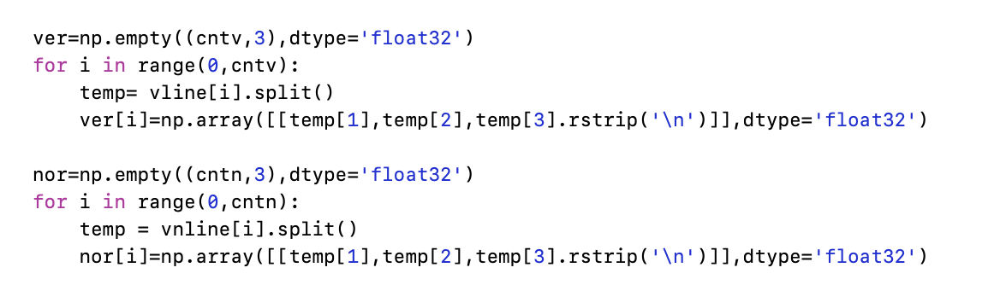 ver=np.empty((cntv,3),dtype='float32')
for i in range(0,cntv):
    temp= vline[i].split()
    ver[i]=np.array([[temp[1],temp[2],temp[3].rstrip('\n')]],dtype='float32')

nor=np.empty((cntn,3),dtype='float32')
for i in range(0,cntn):
    temp = vnline[i].split()
    nor[i]=np.array([[temp[1],temp[2],temp[3].rstrip('\n')]],dtype='float32')